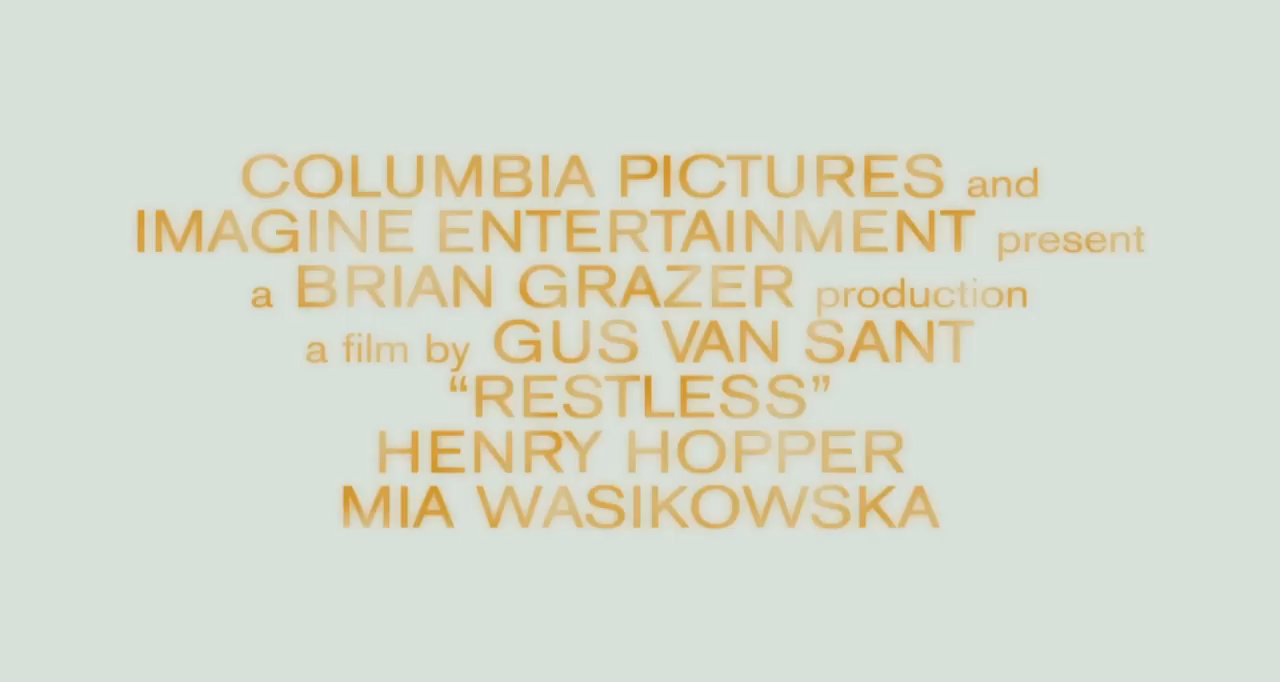 COLUMBIA PICTURES and
IMAGINE ENTERTAINMENT present
a BRIAN GRAZER production
a film by GUS VAN SANT
“RESTLESS”
HENRY HOPPER
MIA WASIKOWSKA